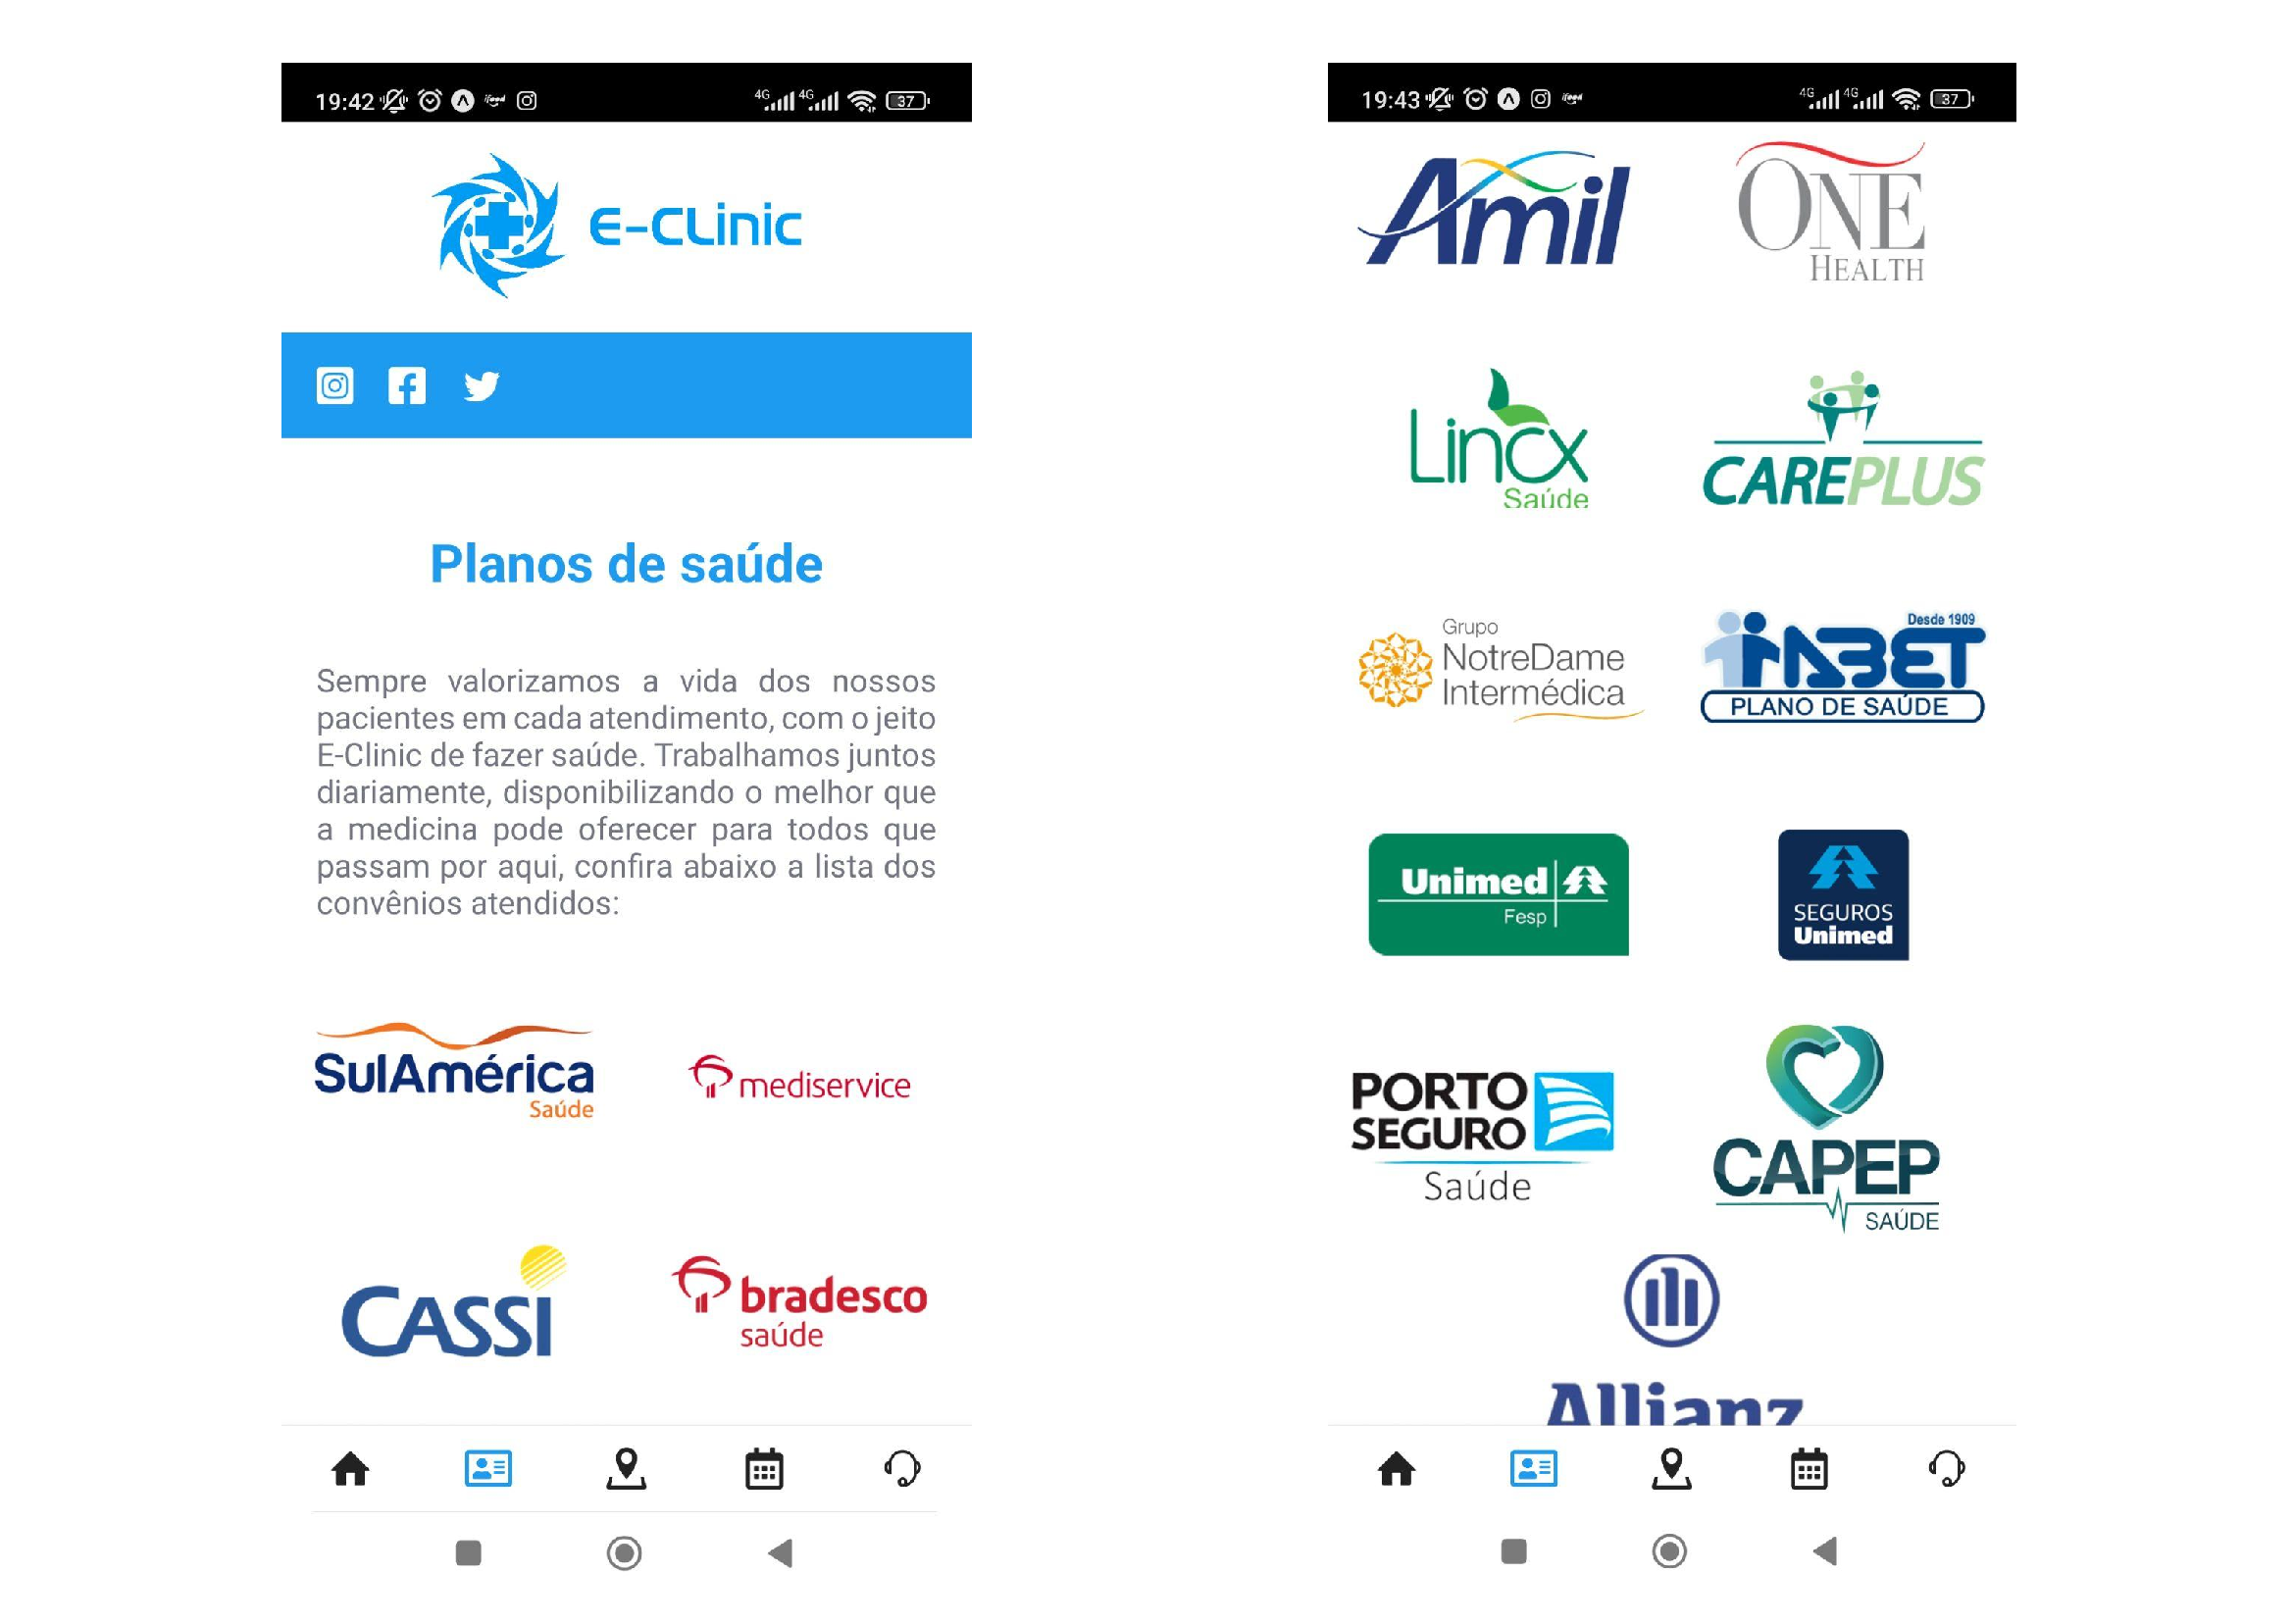 19:42
ifood
4G
4G
37
E-CLinic
Planos de saúde
Sempre valorizamos a vida dos nossos
pacientes em cada atendimento, com o jeito
E-Clinic de fazer saúde. Trabalhamos juntos
diariamente, disponibilizando o melhor que
a medicina pode oferecer para todos que
passam por aqui, confira abaixo a lista dos
convênios atendidos:
SulAmérica
Saúde
mediservice
CASSI
bradesco
saúde
19:43
ifood
4G
4G
37
Amil
ONE
HEALTH
Lincx
Saúde
CAREPLUS
Grupo
NotreDame
Intermédica
Desde 1909
ABET
PLANO DE SAÚDE
Unimed
Fesp
SEGUROS
Unimed
PORTO
SEGURO
Saúde
CAPEP
SAÚDE
Allianz